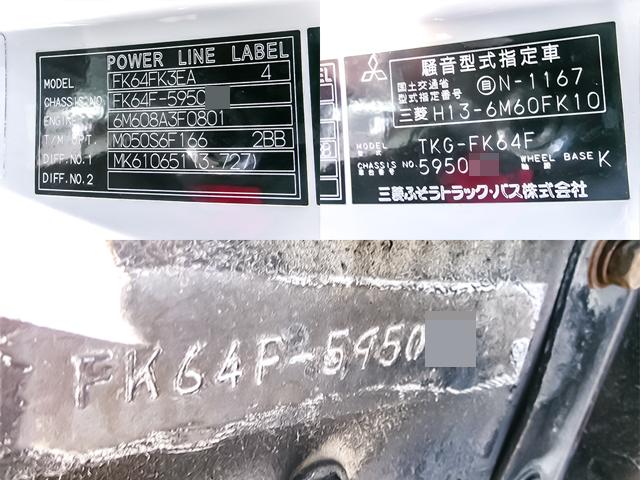 POWER LINE LABEL
MODEL FK64FK3EA 4
CHASSIS NO. FK64F-5950
ENGINE 6M608A3F0801
T/M OPT. M050S6F166 2BB
DIFF.NO.1 MK610651(3.727)
DIFF.NO.2
騒音型式指定車
国土交通省
型式指定番号 自N-1167
三菱 H13-6M60FK10
MODEL TKG-FK64F
CHASSIS NO. 5950 WHEEL BASE K
三菱ふそうトラック・バス株式会社
FK64F-5950